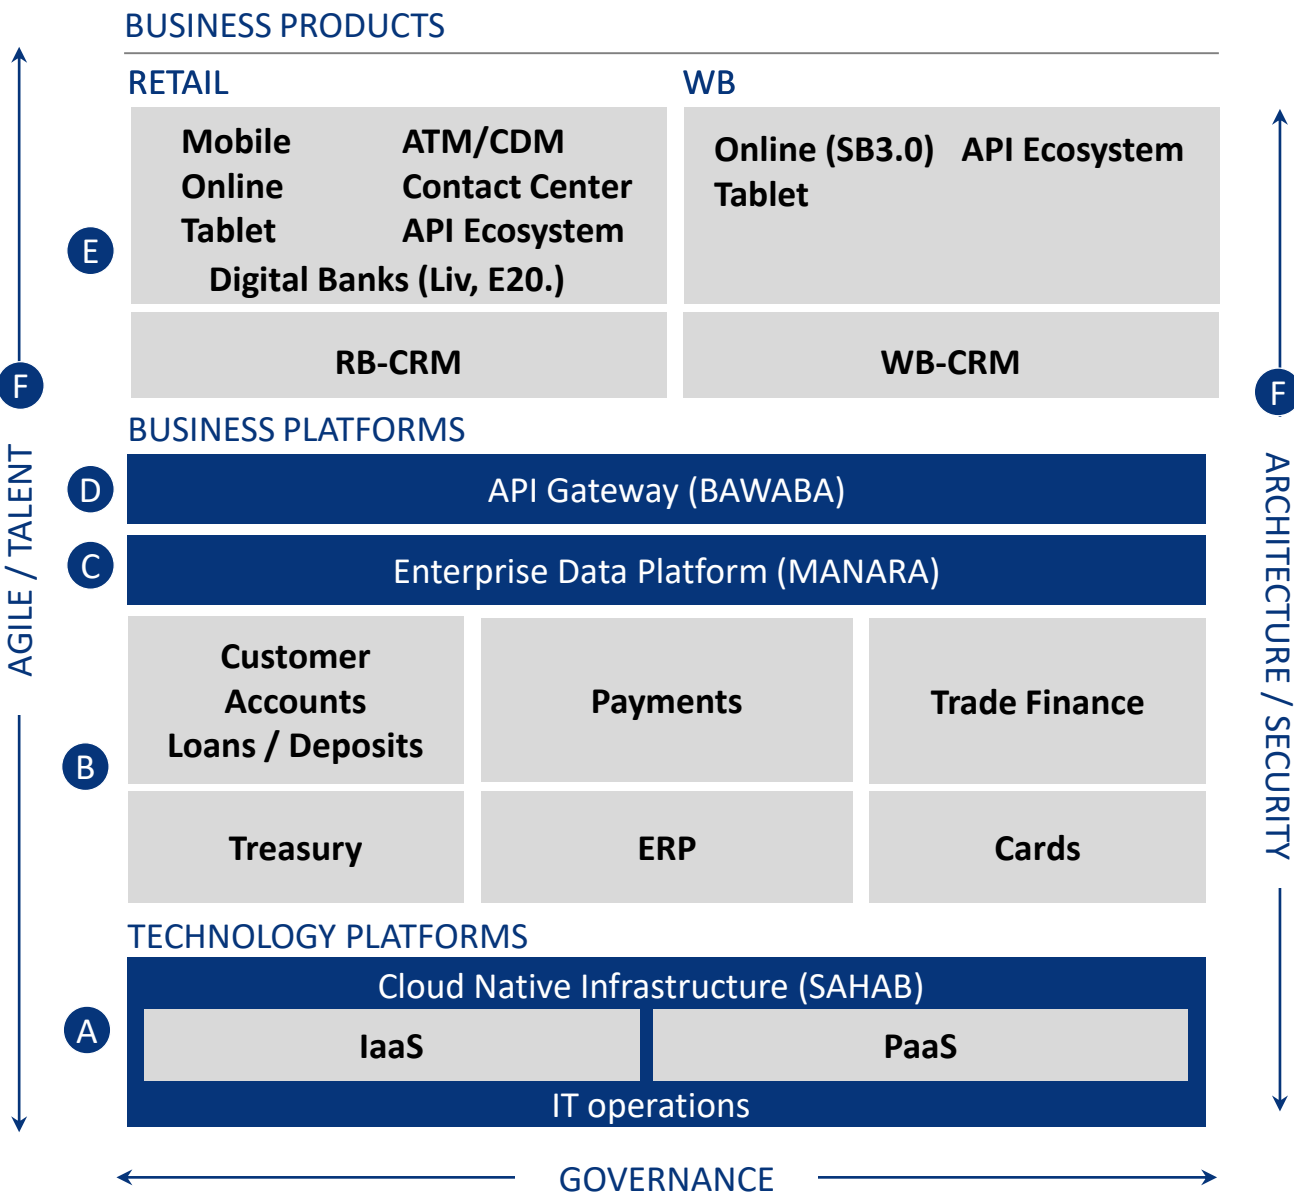 BUSINESS PRODUCTS
RETAIL
WB
Mobile
ATM/CDM
Online
Contact Center
Tablet
API Ecosystem
Digital Banks (Liv, E20.)
Online (SB3.0)
API Ecosystem
Tablet
E
RB-CRM
WB-CRM
F
F
BUSINESS PLATFORMS
D
API Gateway (BAWABA)
C
Enterprise Data Platform (MANARA)
AGILE / TALENT
ARCHITECTURE / SECURITY
B
Customer
Accounts
Loans / Deposits
Payments
Trade Finance
Treasury
ERP
Cards
TECHNOLOGY PLATFORMS
A
Cloud Native Infrastructure (SAHAB)
IaaS
PaaS
IT operations
GOVERNANCE